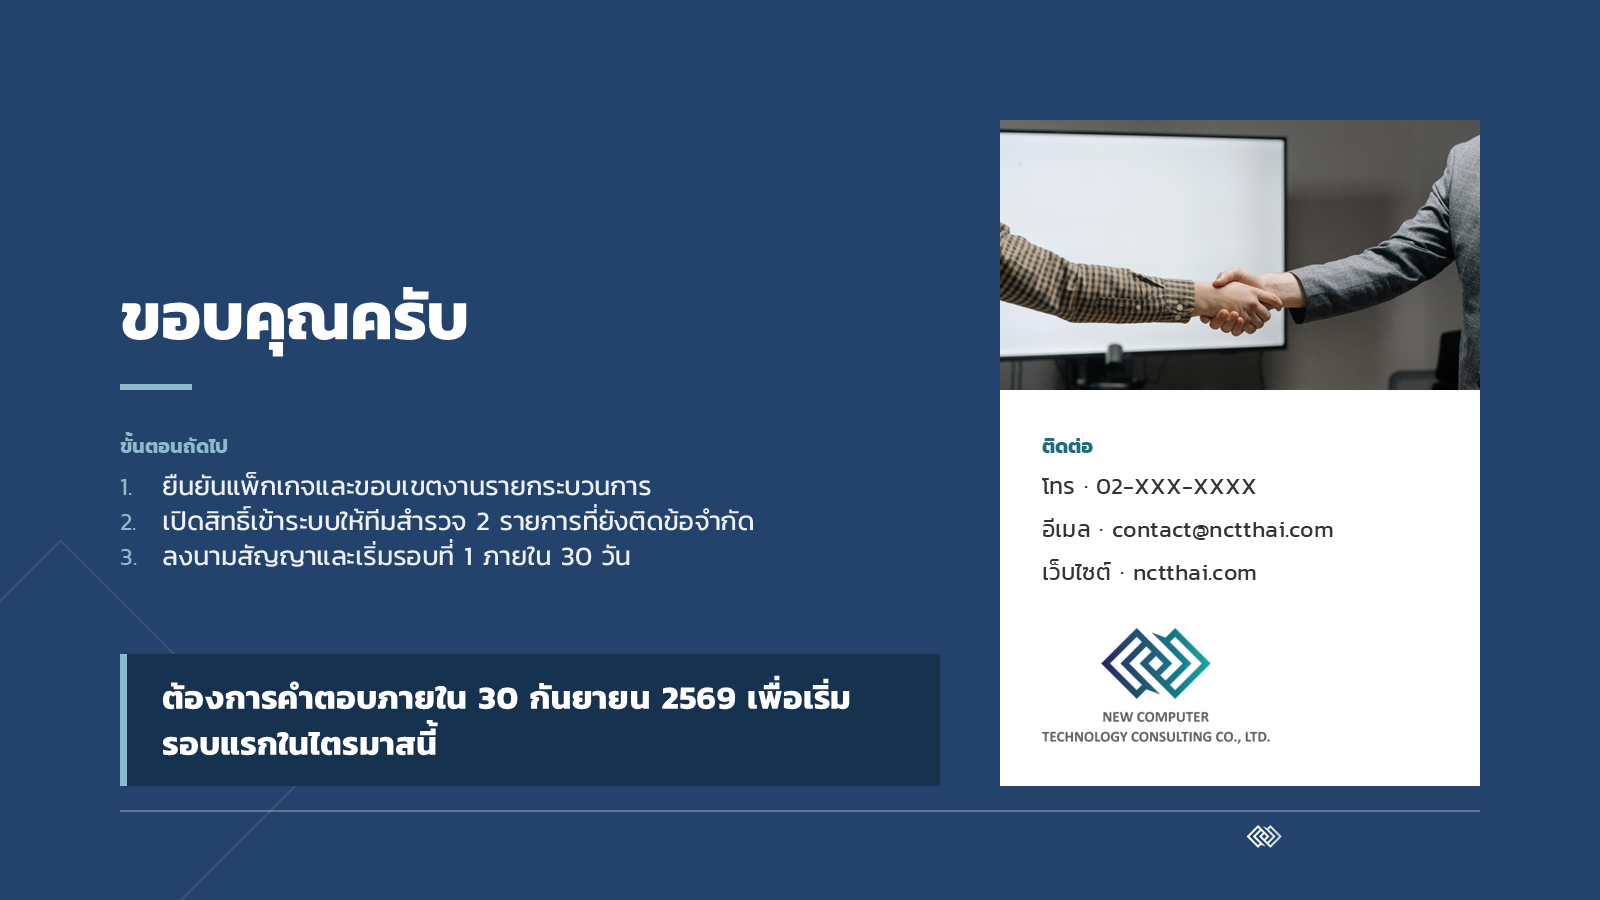 ขอบคุณครับ
ขั้นตอนถัดไป
1. ยืนยันแพ็กเกจและขอบเขตงานรายกระบวนการ
2. เปิดสิทธิ์เข้าระบบให้ทีมสำรวจ 2 รายการที่ยังติดข้อจำกัด
3. ลงนามสัญญาและเริ่มรอบที่ 1 ภายใน 30 วัน
ต้องการคำตอบภายใน 30 กันยายน 2569 เพื่อเริ่ม
รอบแรกในไตรมาสนี้
ติดต่อ
โทร · 02-XXX-XXXX
อีเมล · contact@nctthai.com
เว็บไซต์ · nctthai.com
NEW COMPUTER
TECHNOLOGY CONSULTING CO., LTD.